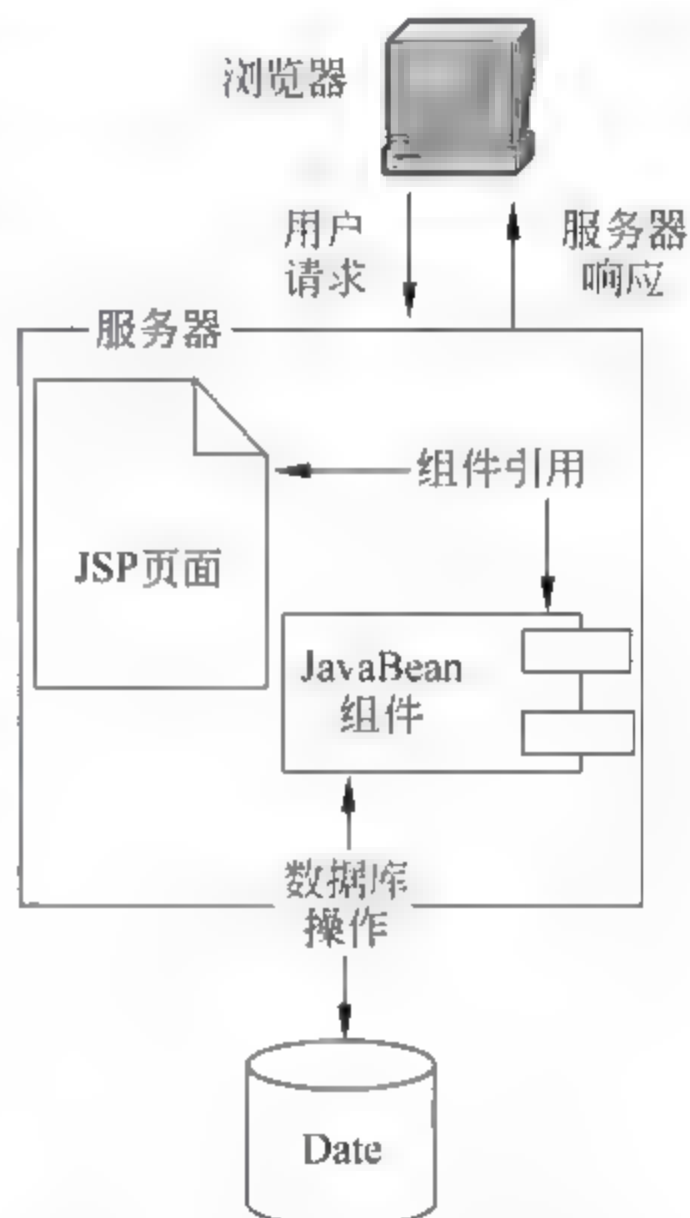 浏览器
用户
请求
服务器
响应
服务器
组件引用
JSP页面
JavaBean
组件
数据库
操作
Date